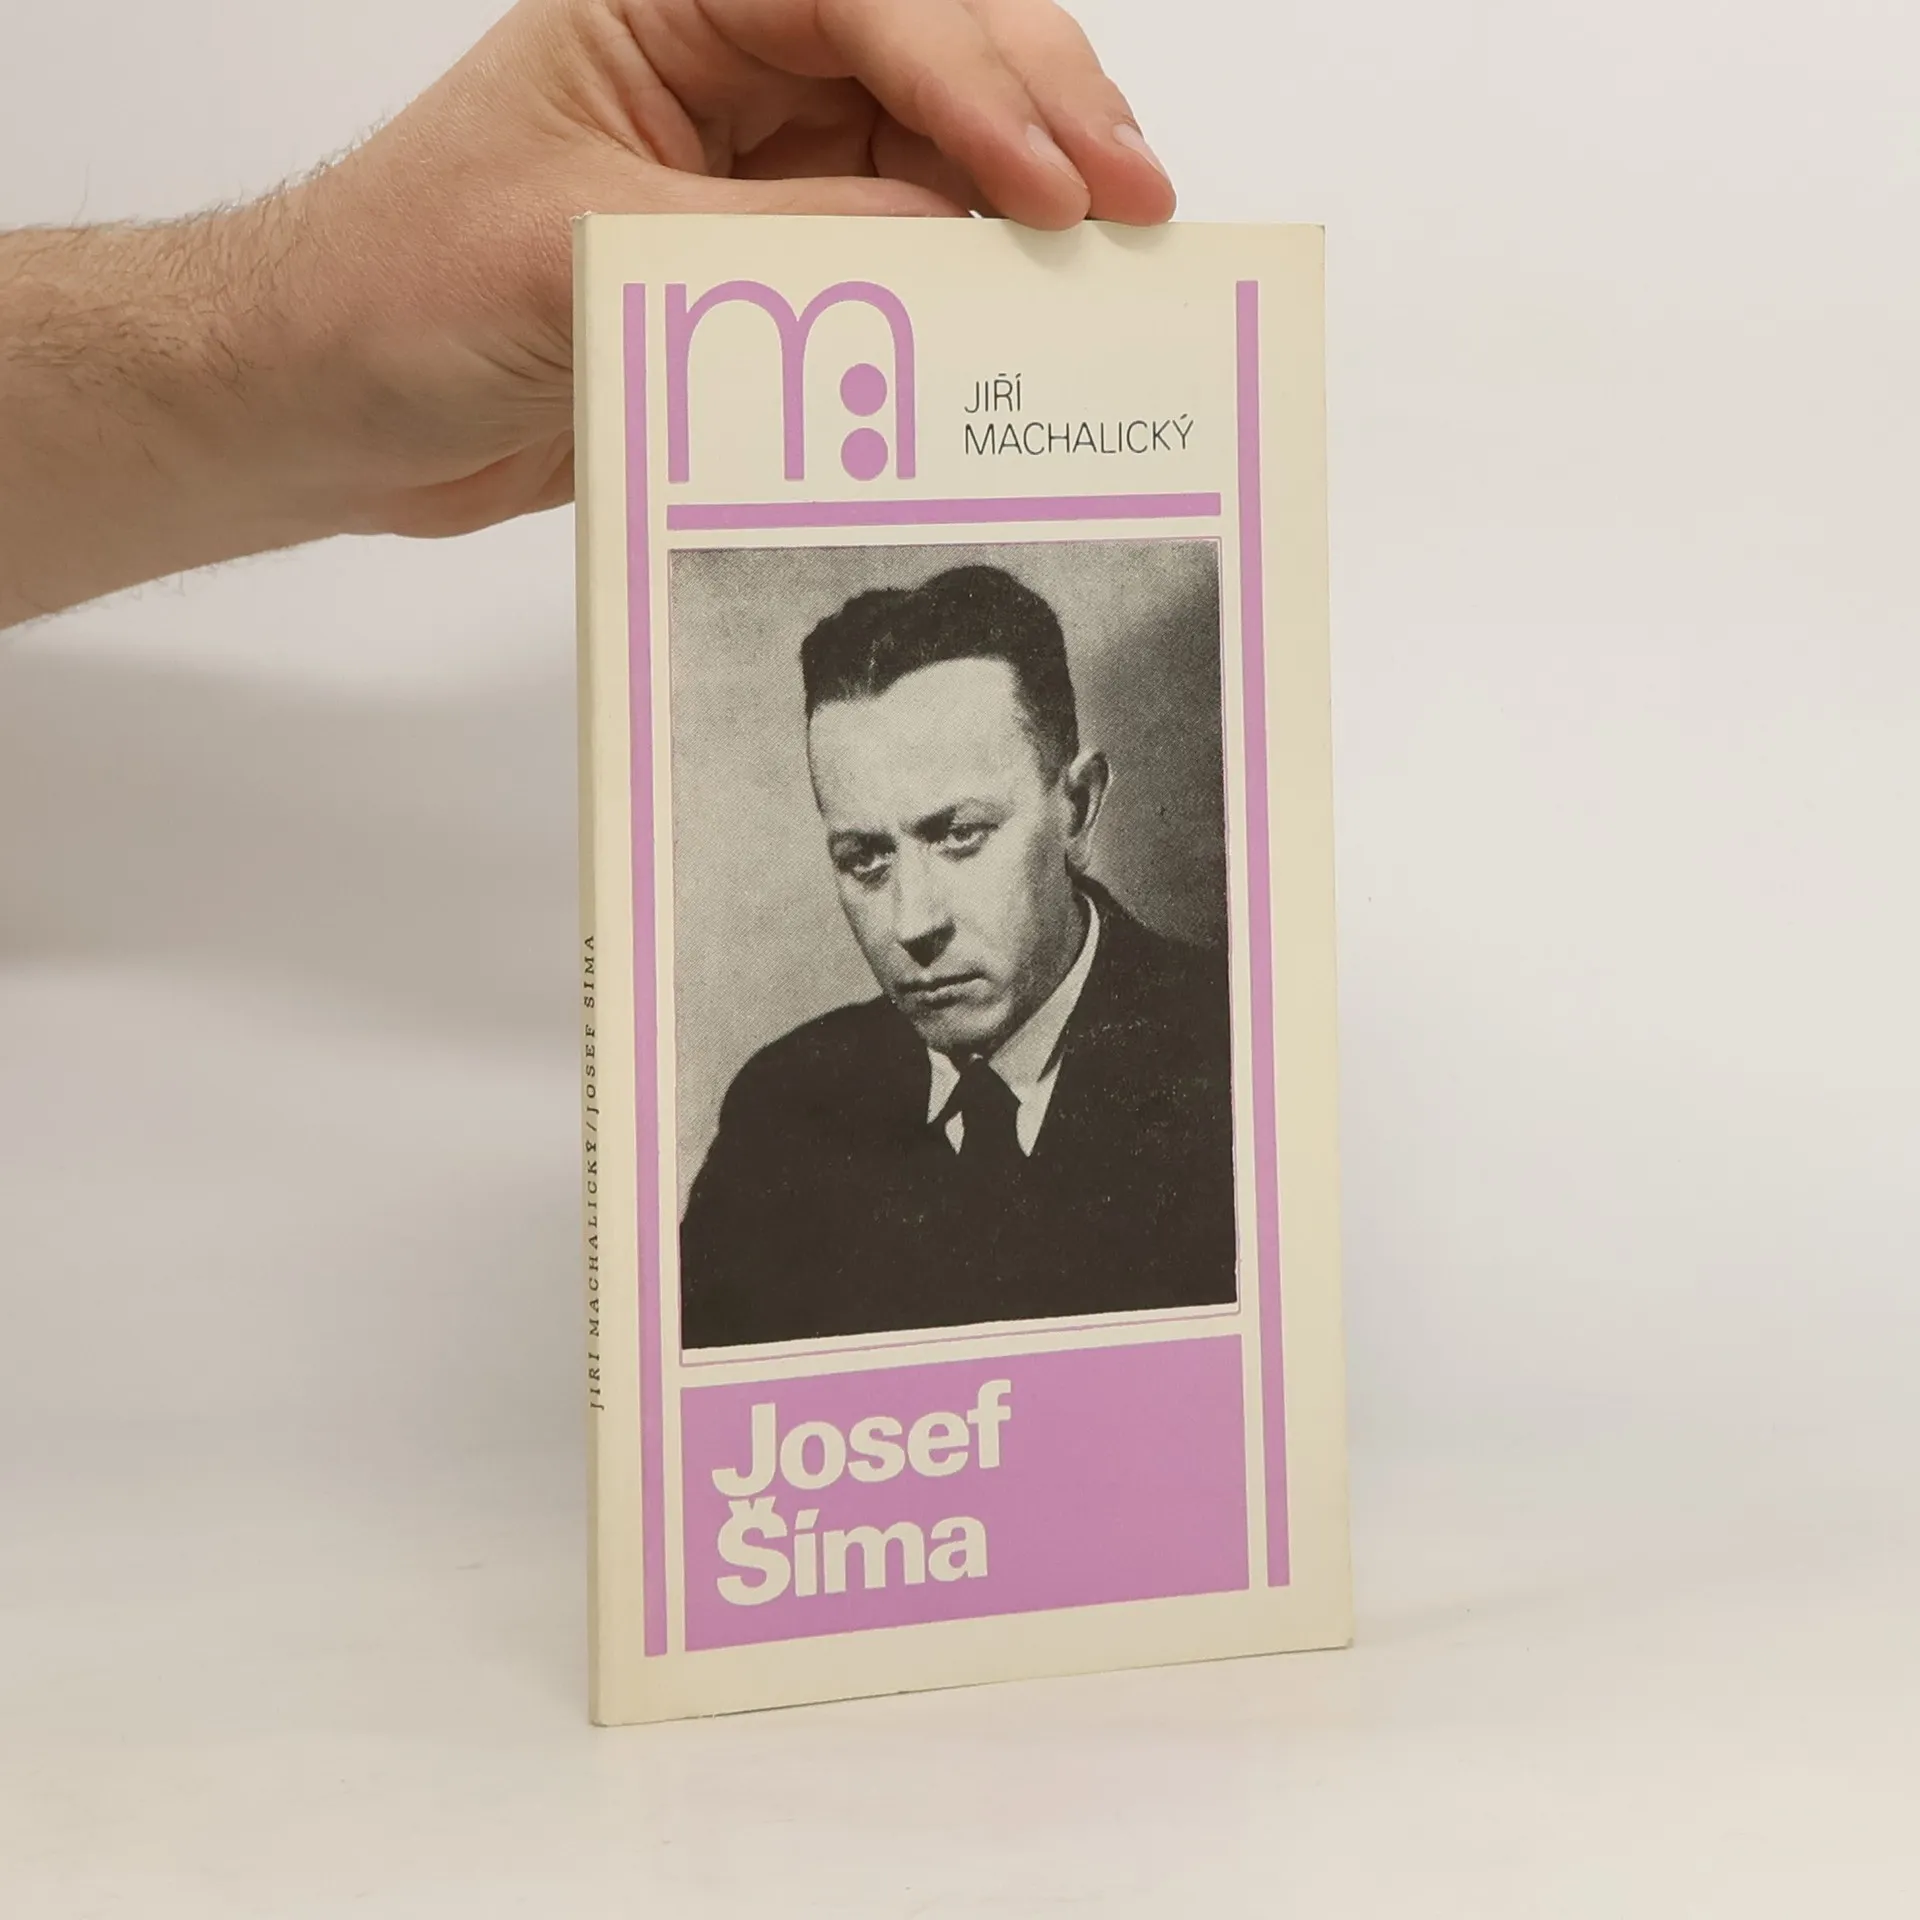 m:
JIŘÍ
MACHALICKÝ
Josef
Šíma
JIŘÍ MACHALICKÝ/JOSEF ŠÍMA